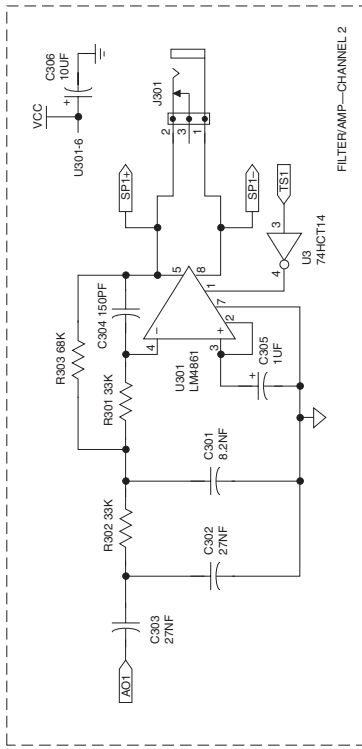 FILTER/AMP—CHANNEL 2
VCC
C306
10UF
+
U301-6
J301
2
3
1
SP1+
SP1−
TS1
R303 68K
C304 150PF
R301 33K
R302 33K
5
8
1
7
2
4
3
−
+
U301
LM4861
3
4
U3
74HCT14
+
C305
1UF
C301
8.2NF
C302
27NF
C303
27NF
AO1